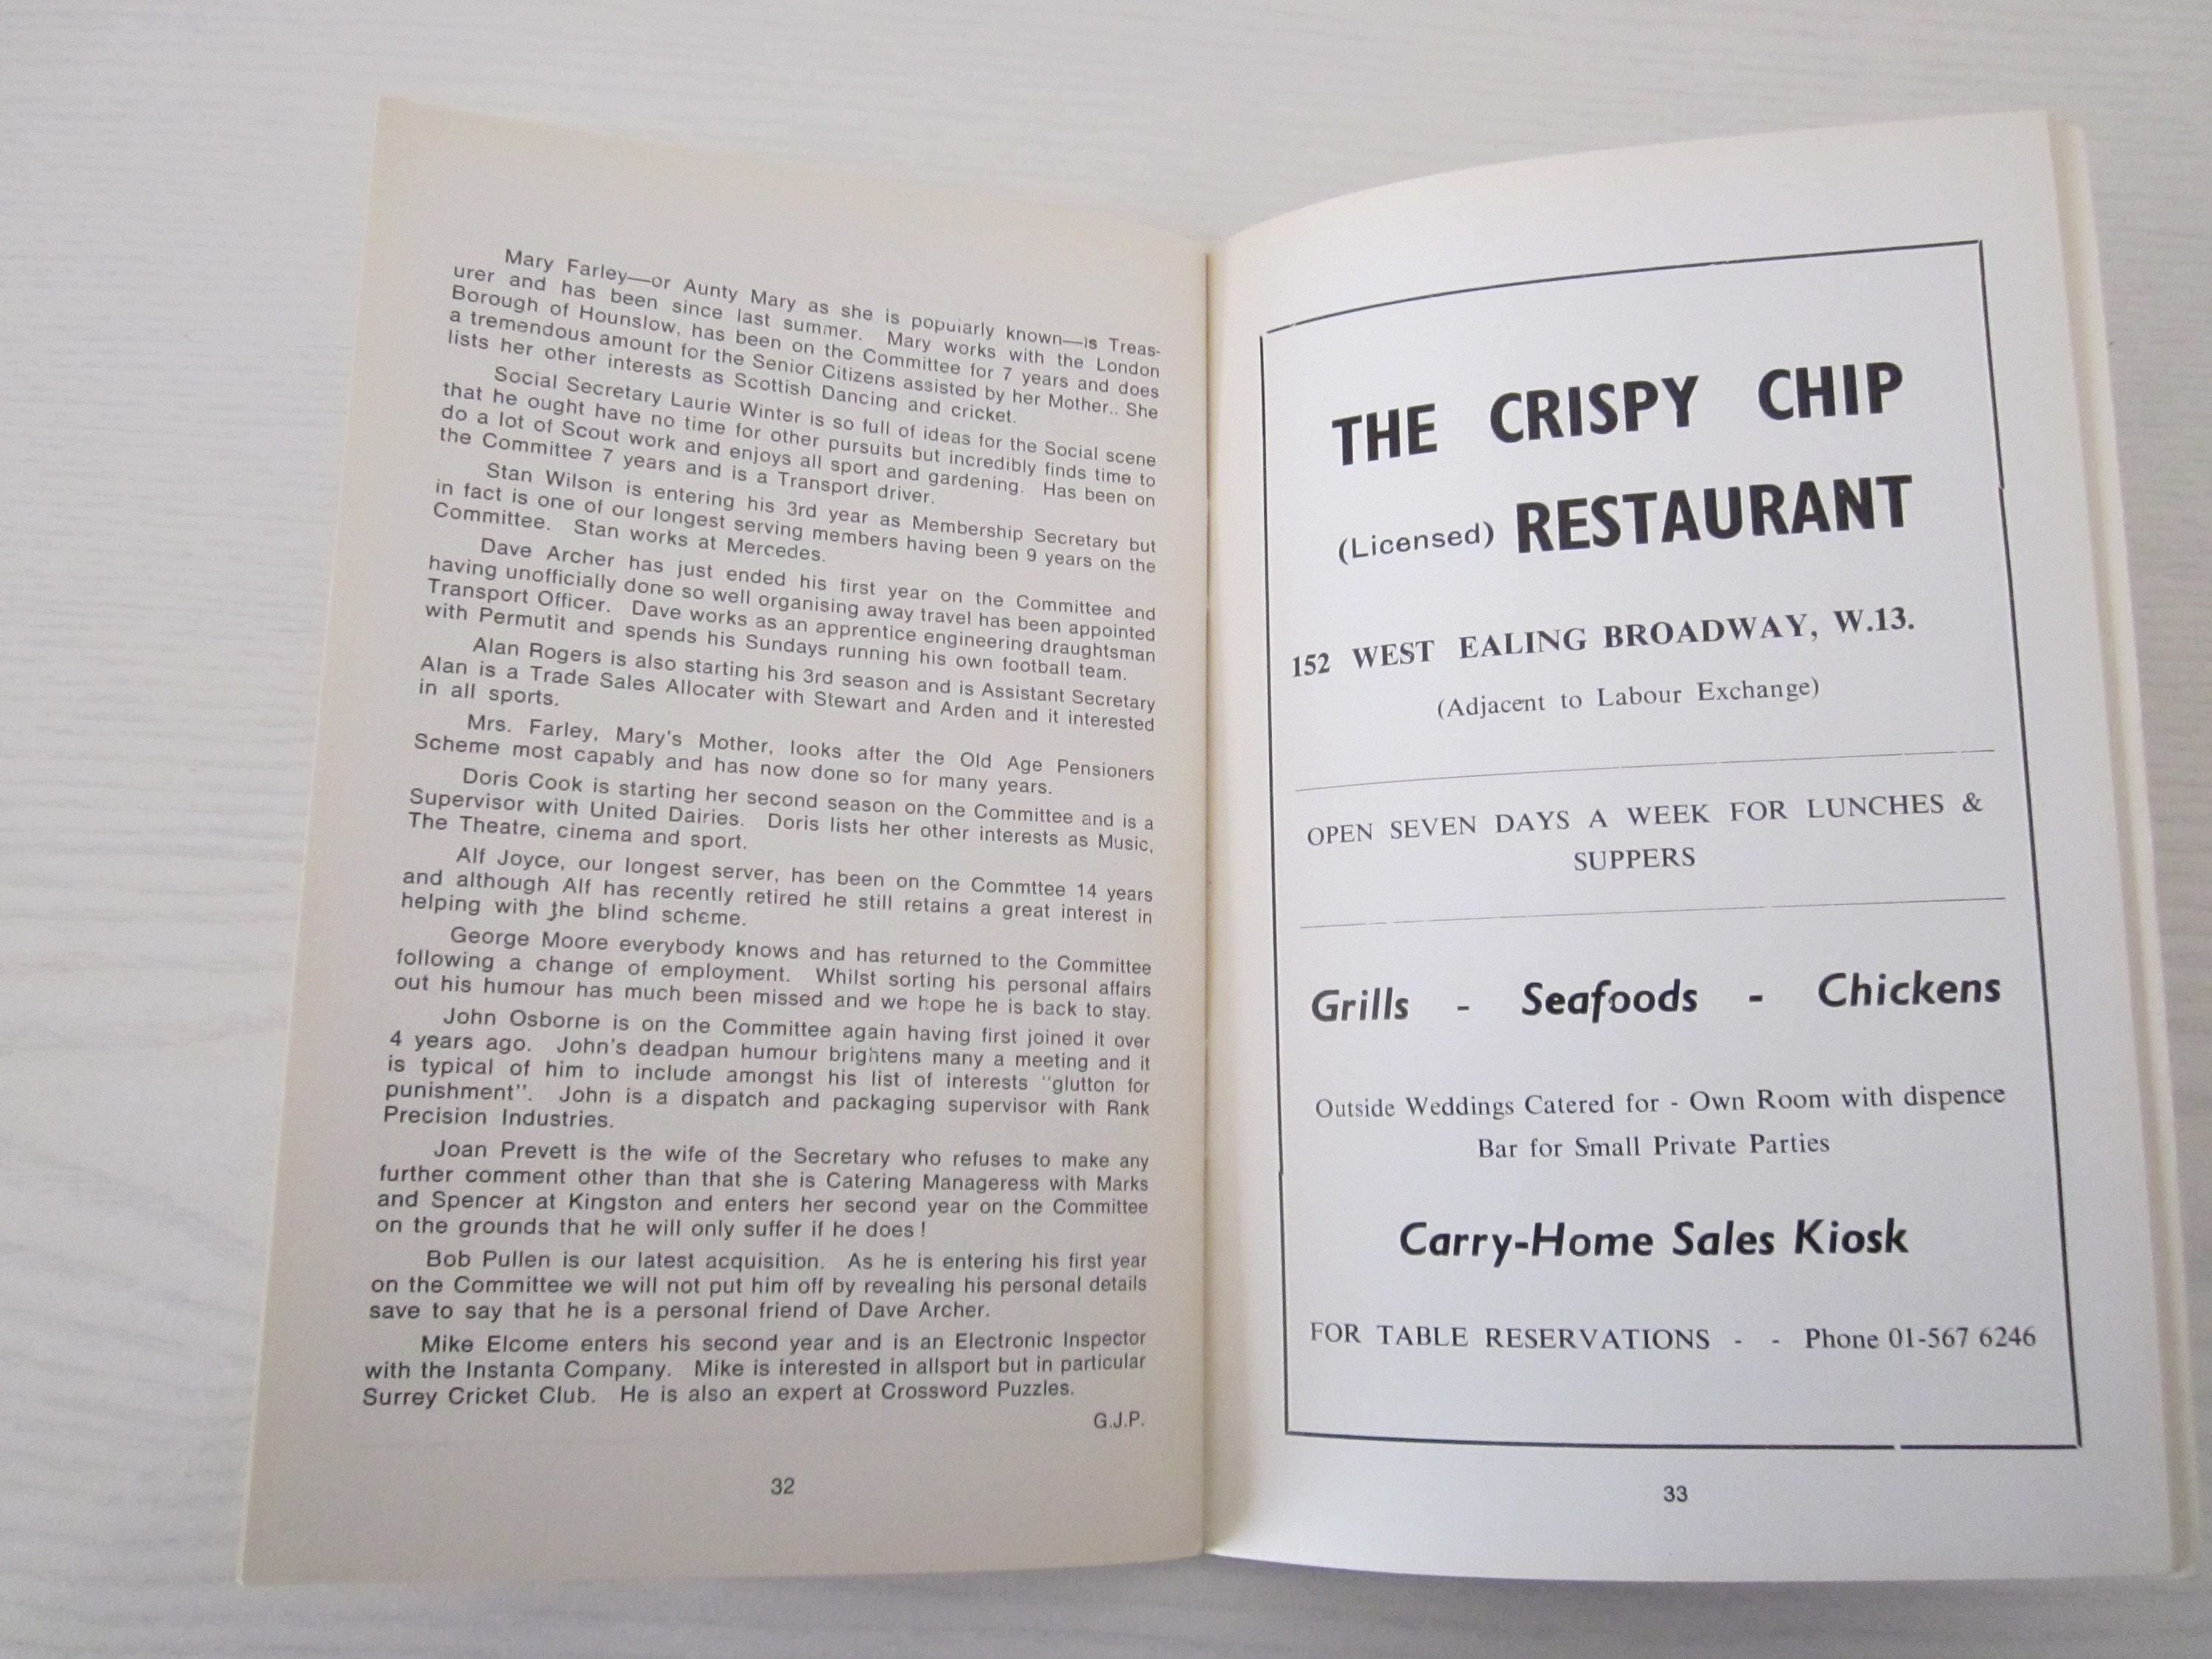 Mary Farley—or Aunty Mary as she is popularly known—is Treas-
urer and has been since last summer. Mary works with the London
Borough of Hounslow, has been on the Committee for 7 years and does
a tremendous amount for the Senior Citizens assisted by her Mother.. She
lists her other interests as Scottish Dancing and cricket.
Social Secretary Laurie Winter is so full of ideas for the Social scene
that he ought have no time for other pursuits but incredibly finds time to
do a lot of Scout work and enjoys all sport and gardening. Has been on
the Committee 7 years and is a Transport driver.
Stan Wilson is entering his 3rd year as Membership Secretary but
in fact is one of our longest serving members having been 9 years on the
Committee. Stan works at Mercedes.
Dave Archer has just ended his first year on the Committee and
having unofficially done so well organising away travel has been appointed
Transport Officer. Dave works as an apprentice engineering draughtsman
with Permutit and spends his Sundays running his own football team.
Alan Rogers is also starting his 3rd season and is Assistant Secretary
Alan is a Trade Sales Allocater with Stewart and Arden and it interested
in all sports.
Mrs. Farley, Mary's Mother, looks after the Old Age Pensioners
Scheme most capably and has now done so for many years.
Doris Cook is starting her second season on the Committee and is a
Supervisor with United Dairies. Doris lists her other interests as Music,
The Theatre, cinema and sport.
Alf Joyce, our longest server, has been on the Commttee 14 years
and although Alf has recently retired he still retains a great interest in
helping with the blind scheme.
George Moore everybody knows and has returned to the Committee
following a change of employment. Whilst sorting his personal affairs
out his humour has much been missed and we hope he is back to stay.
John Osborne is on the Committee again having first joined it over
4 years ago. John's deadpan humour brightens many a meeting and it
is typical of him to include amongst his list of interests "glutton for
punishment". John is a dispatch and packaging supervisor with Rank
Precision Industries.
Joan Prevett is the wife of the Secretary who refuses to make any
further comment other than that she is Catering Manageress with Marks
and Spencer at Kingston and enters her second year on the Committee
on the grounds that he will only suffer if he does !
Bob Pullen is our latest acquisition. As he is entering his first year
on the Committee we will not put him off by revealing his personal details
save to say that he is a personal friend of Dave Archer.
Mike Elcome enters his second year and is an Electronic Inspector
with the Instanta Company. Mike is interested in allsport but in particular
Surrey Cricket Club. He is also an expert at Crossword Puzzles.
G.J.P.
32
THE CRISPY CHIP
(Licensed) RESTAURANT
152 WEST EALING BROADWAY, W.13.
(Adjacent to Labour Exchange)
OPEN SEVEN DAYS A WEEK FOR LUNCHES &
SUPPERS
Grills - Seafoods - Chickens
Outside Weddings Catered for - Own Room with dispence
Bar for Small Private Parties
Carry-Home Sales Kiosk
FOR TABLE RESERVATIONS - - Phone 01-567 6246
33